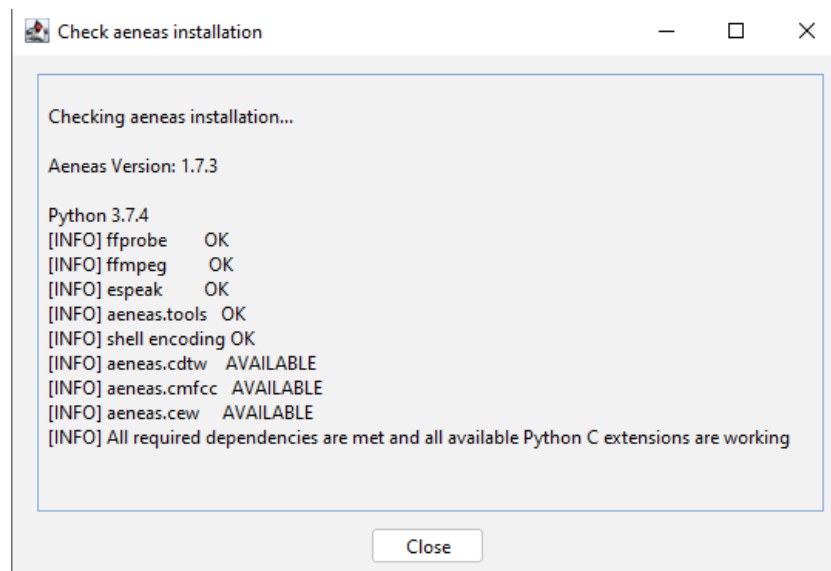 Check aeneas installation
Checking aeneas installation...
Aeneas Version: 1.7.3
Python 3.7.4
[INFO] ffprobe OK
[INFO] ffmpeg OK
[INFO] espeak OK
[INFO] aeneas.tools OK
[INFO] shell encoding OK
[INFO] aeneas.cdtw AVAILABLE
[INFO] aeneas.cmfcc AVAILABLE
[INFO] aeneas.cew AVAILABLE
[INFO] All required dependencies are met and all available Python C extensions are working
Close